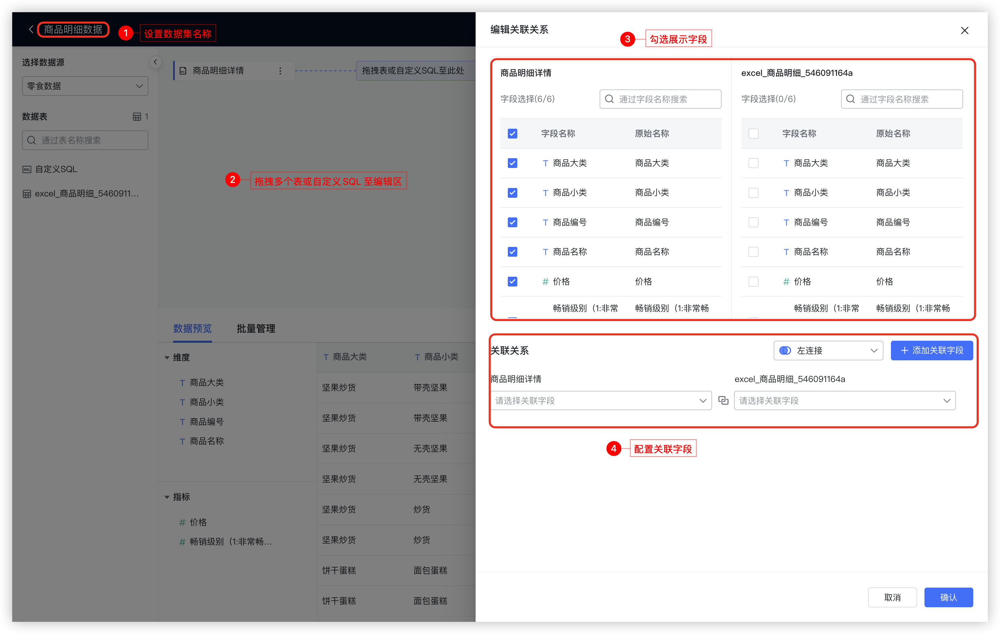 商品明细数据
1 设置数据集名称
选择数据源
零食数据
数据表 1
通过表名称搜索
SQL 自定义SQL
excel_商品明细_5460911...
SQL 商品明细详情
拖拽表或自定义SQL至此处
2 拖拽多个表或自定义 SQL 至编辑区
数据预览 批量管理
维度
T 商品大类
T 商品小类
T 商品编号
T 商品名称
指标
# 价格
# 畅销级别（1:非常畅...
T 商品大类 T 商品小类
坚果炒货 带壳坚果
坚果炒货 带壳坚果
坚果炒货 无壳坚果
坚果炒货 无壳坚果
坚果炒货 炒货
坚果炒货 炒货
饼干蛋糕 面包蛋糕
饼干蛋糕 面包蛋糕
编辑关联关系
3 勾选展示字段
商品明细详情
字段选择(6/6) 通过字段名称搜索
字段名称 原始名称
T 商品大类 商品大类
T 商品小类 商品小类
T 商品编号 商品编号
T 商品名称 商品名称
# 价格 价格
畅销级别（1:非常 畅销级别（1:非常畅
excel_商品明细_546091164a
字段选择(0/6) 通过字段名称搜索
字段名称 原始名称
T 商品大类 商品大类
T 商品小类 商品小类
T 商品编号 商品编号
T 商品名称 商品名称
# 价格 价格
畅销级别（1:非常 畅销级别（1:非常畅
关联关系 左连接 + 添加关联字段
商品明细详情 excel_商品明细_546091164a
请选择关联字段 请选择关联字段
4 配置关联字段
取消 确认